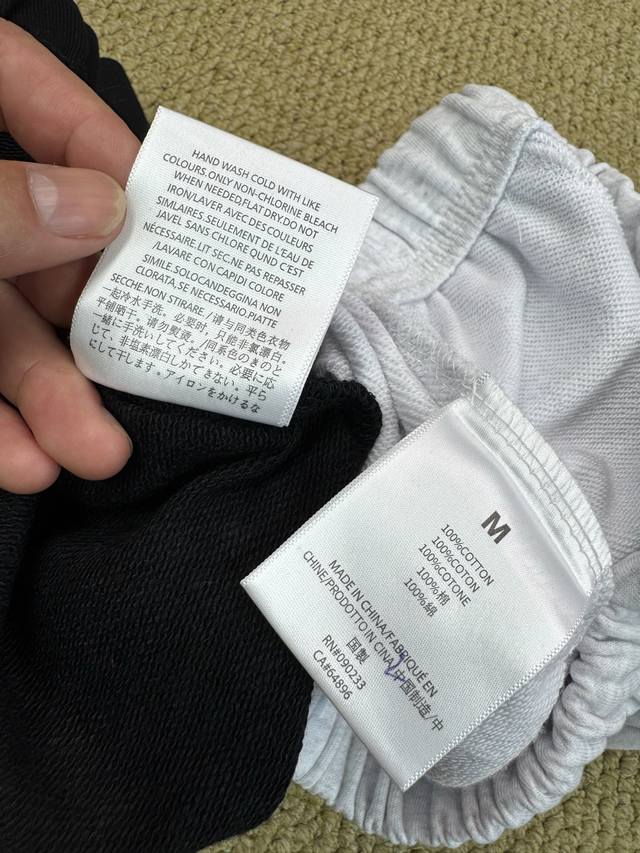 HAND WASH COLD WITH LIKE
COLOURS.ONLY NON-CHLORINE BLEACH
WHEN NEEDED.FLAT DRY.DO NOT
IRON/LAVER AVEC DES COULEURS
SIMLAIRES.SEULEMENT DE L'EAU DE
JAVEL SANS CHLORE QUND C'EST
NÉCESSAIRE.LIT SEC.NE PAS REPASSER
/LAVARE CON CAPIDI COLORE
SIMILE.SOLOCANDEGGINA NON
CLORATA.SE NECESSARIO.PIATTE
SECCHE.NON STIRARE / 请与同类色衣物
一起冷水手洗。必要时，只能非氯漂白。
平铺晒干。请勿熨烫。/同系色のきのと
一緒に手洗いしてください。必要に応
じて、非塩素漂白しかできない。平ら
にして干します。アイロンをかけるな
M
100%COTTON
100%COTON
100%COTONE
100%棉
100%綿
MADE IN CHINA/FABRIQUÉ EN
CHINE/PRODOTTO IN CINA/中国制造/中
国製
RN#090233
CA#64896